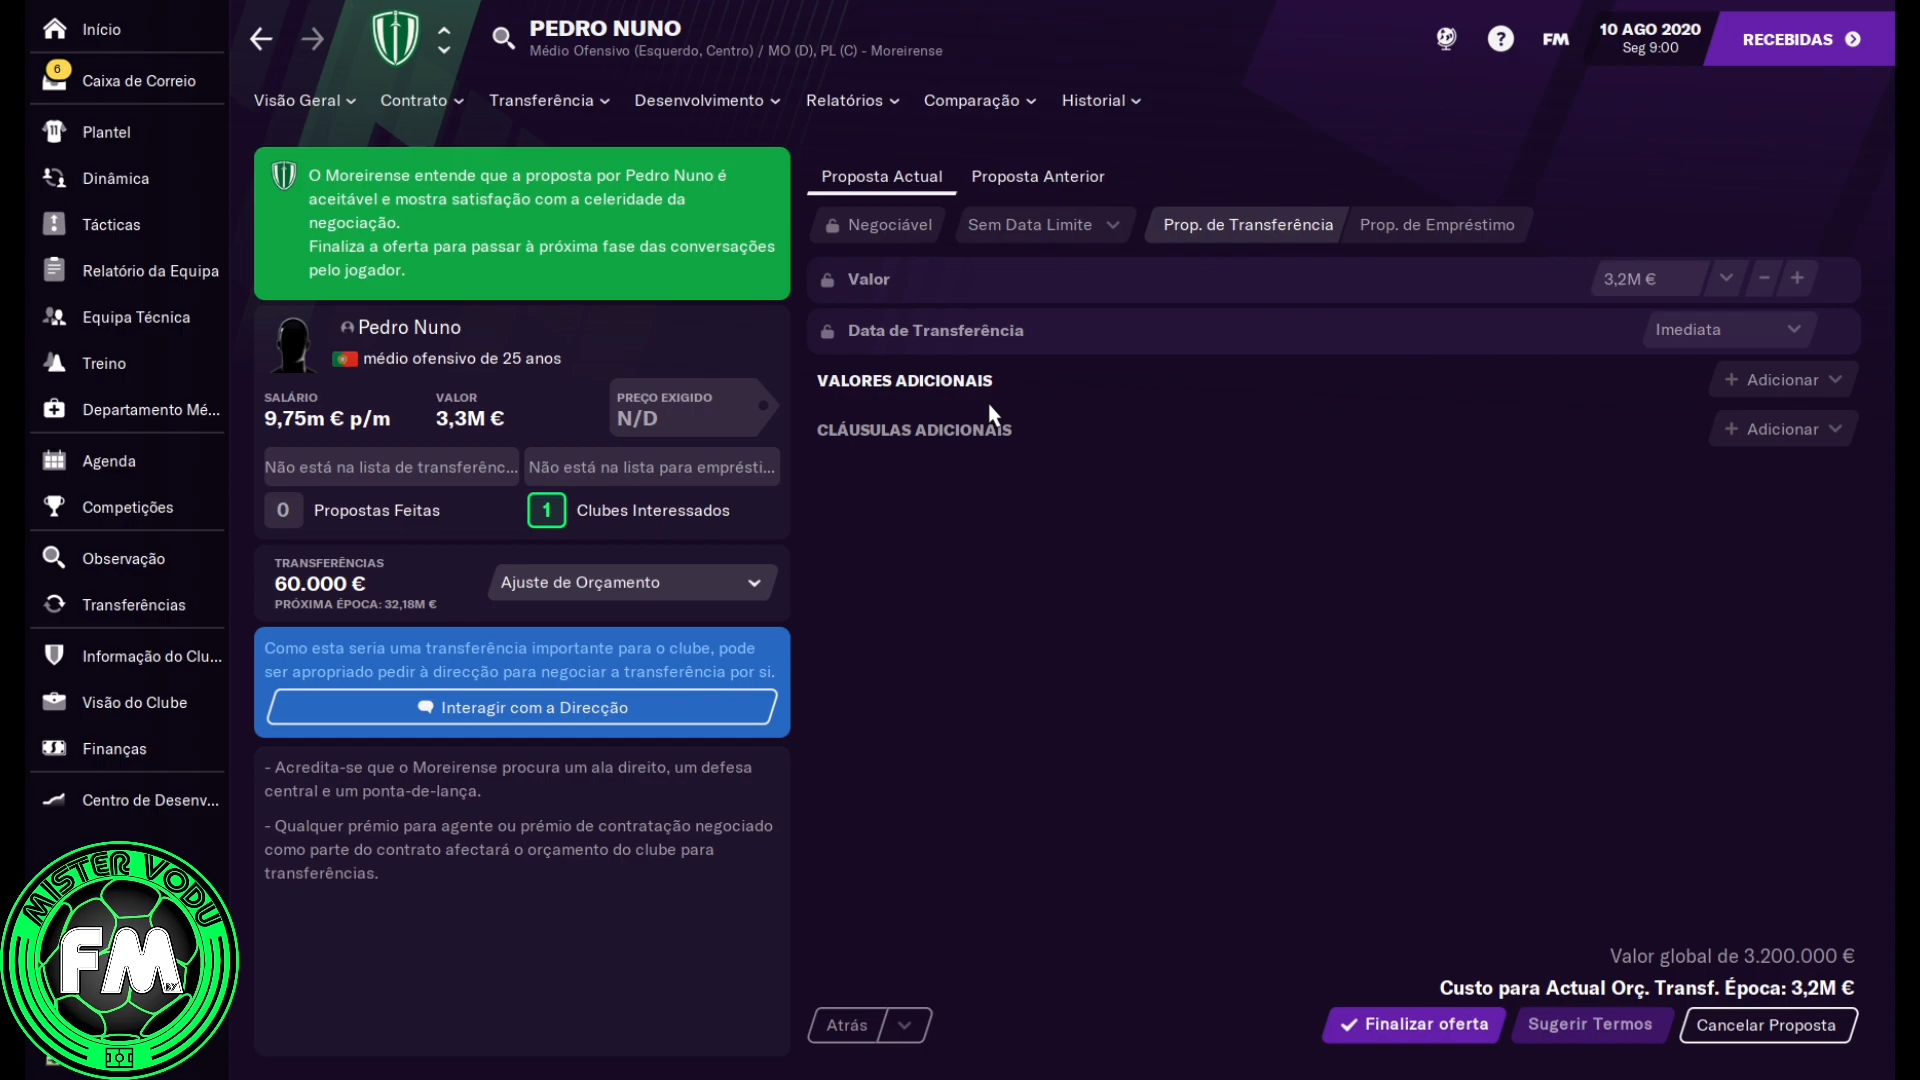 Início
6
Caixa de Correio
Plantel
Dinâmica
Tácticas
Relatório da Equipa
Equipa Técnica
Treino
Departamento Mé...
Agenda
Competições
Observação
Transferências
Informação do Clu...
Visão do Clube
Finanças
Centro de Desenv...
MISTER VODU
FM
BY
PEDRO NUNO
Médio Ofensivo (Esquerdo, Centro) / MO (D), PL (C) - Moreirense
?
FM
10 AGO 2020
Seg 9:00
RECEBIDAS
Visão Geral
Contrato
Transferência
Desenvolvimento
Relatórios
Comparação
Historial
O Moreirense entende que a proposta por Pedro Nuno é
aceitável e mostra satisfação com a celeridade da
negociação.
Finaliza a oferta para passar à próxima fase das conversações
pelo jogador.
Pedro Nuno
médio ofensivo de 25 anos
SALÁRIO
9,75m € p/m
VALOR
3,3M €
PREÇO EXIGIDO
N/D
Não está na lista de transferênc...
Não está na lista para emprésti...
0 Propostas Feitas
1 Clubes Interessados
TRANSFERÊNCIAS
60.000 €
PRÓXIMA ÉPOCA: 32,18M €
Ajuste de Orçamento
Como esta seria uma transferência importante para o clube, pode
ser apropriado pedir à direcção para negociar a transferência por si.
Interagir com a Direcção
- Acredita-se que o Moreirense procura um ala direito, um defesa
central e um ponta-de-lança.
- Qualquer prémio para agente ou prémio de contratação negociado
como parte do contrato afectará o orçamento do clube para
transferências.
Proposta Actual
Proposta Anterior
Negociável
Sem Data Limite
Prop. de Transferência
Prop. de Empréstimo
Valor
3,2M €
Data de Transferência
Imediata
VALORES ADICIONAIS
+ Adicionar
CLÁUSULAS ADICIONAIS
+ Adicionar
Valor global de 3.200.000 €
Custo para Actual Orç. Transf. Época: 3,2M €
Atrás
Finalizar oferta
Sugerir Termos
Cancelar Proposta